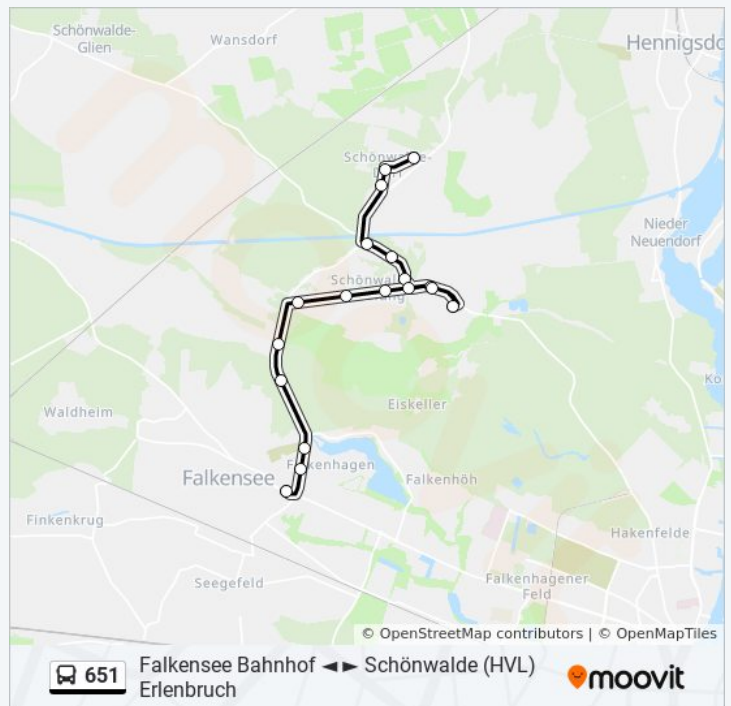 Schönwalde-
Glien
Wansdorf
Hennigsdo
Nieder
Neuendorf
Eiskeller
Waldheim
Falkenhagen
Falkensee
Falkenhöh
Finkenkrug
Hakenfelde
Seegefeld
Falkenhagener
Feld
© OpenStreetMap contributors | © OpenMapTiles
651
Falkensee Bahnhof ◄ ► Schönwalde (HVL)
Erlenbruch
moovit